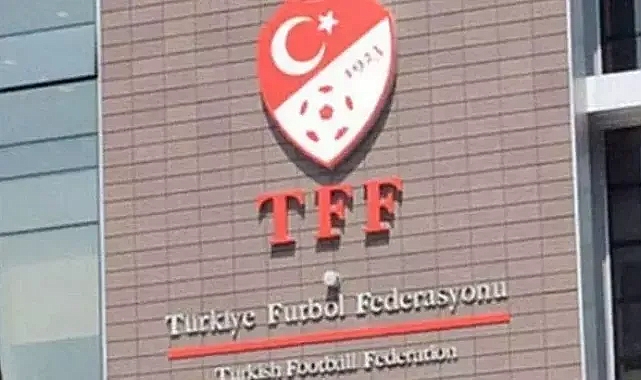 1923
TFF
Türkiye Futbol Federasyonu
Turkish Football Federation